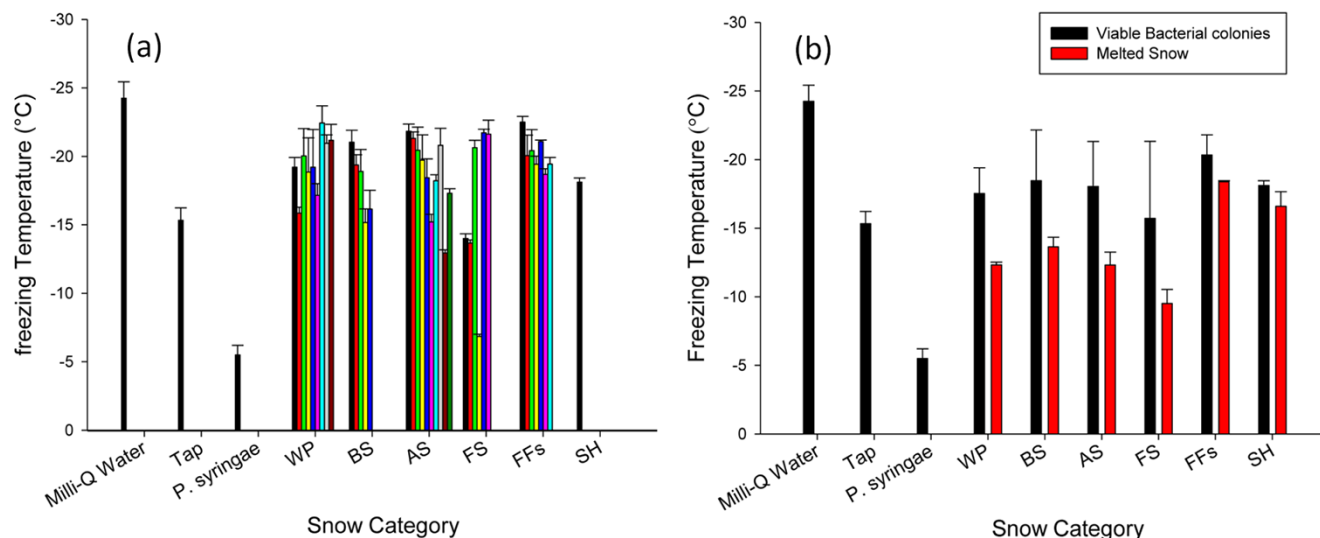 (a)
freezing Temperature (°C)
-30
-25
-20
-15
-10
-5
0
Milli-Q Water
Tap
P. syringae
WP
BS
AS
FS
FFs
SH
Snow Category
(b)
Viable Bacterial colonies
Melted Snow
Freezing Temperature (°C)
-30
-25
-20
-15
-10
-5
0
Milli-Q Water
Tap
P. syringae
WP
BS
AS
FS
FFs
SH
Snow Category